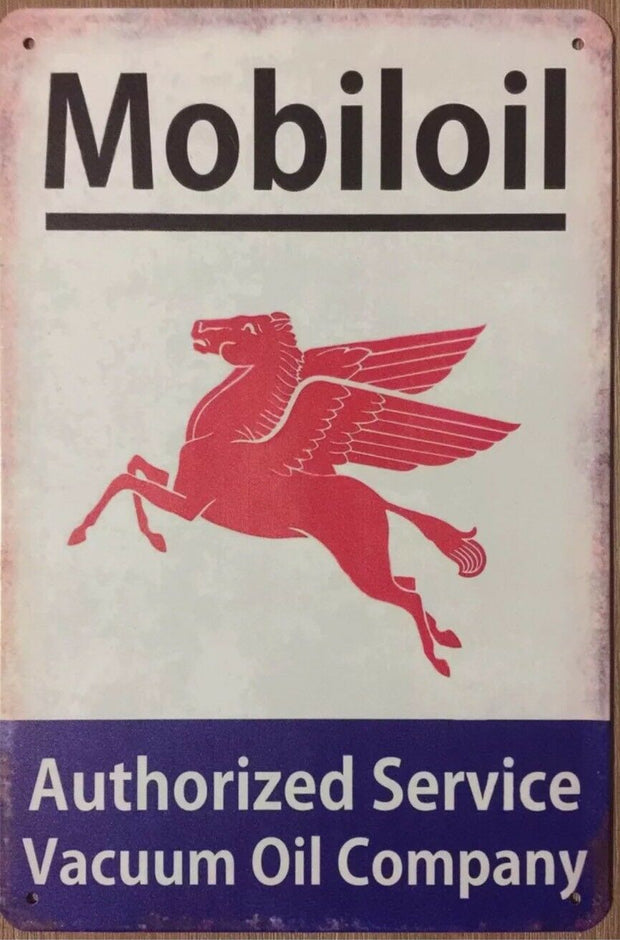 Mobiloil
Authorized Service
Vacuum Oil Company